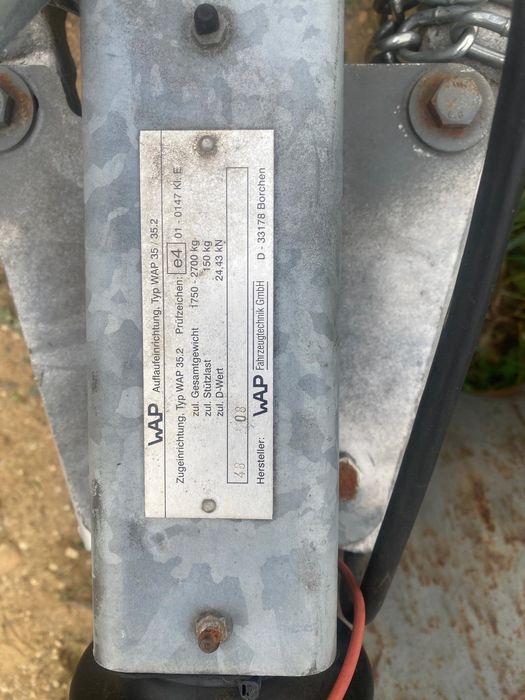 WAP Auflaufeinrichtung, Typ WAP 35 / 35.2
Zugeinrichtung, Typ WAP 35.2 Prüfzeichen: e4 01 - 0147 Kl. E
zul. Gesamtgewicht 1750 - 2700 kg
zul. Stützlast 150 kg
zul. D-Wert 24.43 kN
48 08
Hersteller: WAP Fahrzeugtechnik GmbH D - 33178 Borchen